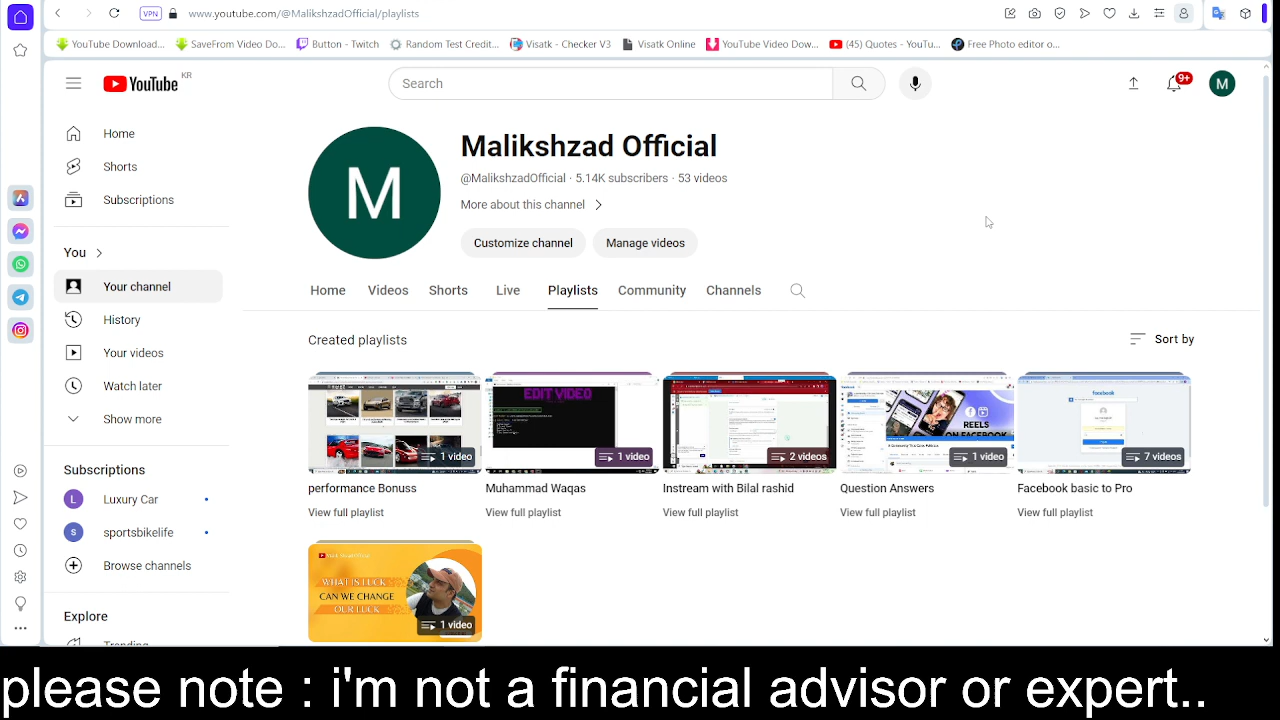 www.youtube.com/@MalikshzadOfficial/playlists
VPN
YouTube Download...
SaveFrom Video Do...
Button - Twitch
Random Test Credit...
Visatk - Checker V3
Visatk Online
YouTube Video Dow...
(45) Quotes - YouTu...
Free Photo editor o...
YouTube KR
Search
9+
M
Home
Shorts
Subscriptions
You
Your channel
History
Your videos
Watch later
Show more
Subscriptions
L Luxury Car
s sportsbikelife
Browse channels
Explore
Trending
M
Malikshzad Official
@MalikshzadOfficial · 5.14K subscribers · 53 videos
More about this channel
Customize channel
Manage videos
Home Videos Shorts Live Playlists Community Channels
Created playlists
Sort by
1 video
performance Bonuss
View full playlist
EDIT VIDEO
1 video
Muhammad Waqas
View full playlist
2 videos
Instream with Bilal rashid
View full playlist
REELS
1 video
Question Answers
View full playlist
facebook
7 videos
Facebook basic to Pro
View full playlist
WHAT IS LUCK
CAN WE CHANGE
OUR LUCK
1 video
please note : i'm not a financial advisor or expert..